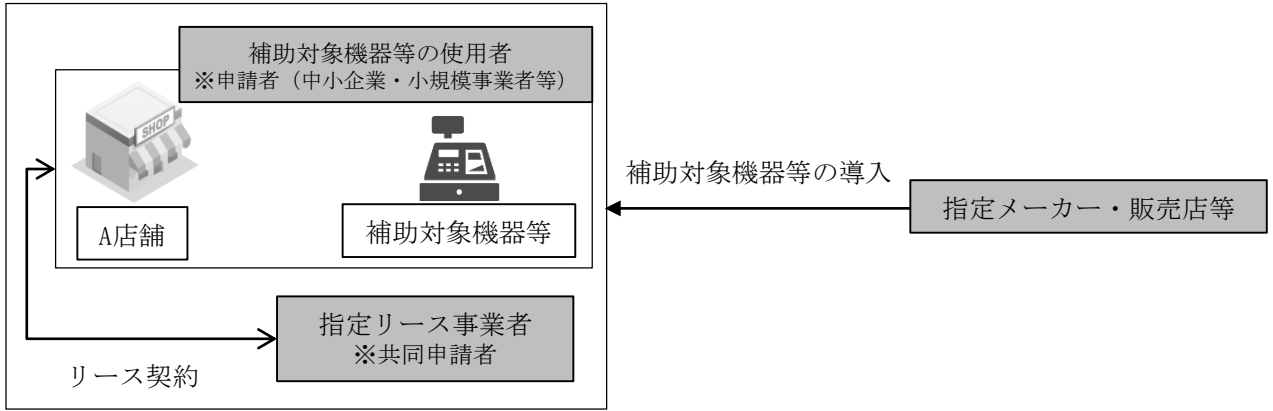 補助対象機器等の使用者
※申請者（中小企業・小規模事業者等）
SHOP
A店舗
補助対象機器等
補助対象機器等の導入
指定メーカー・販売店等
指定リース事業者
※共同申請者
リース契約